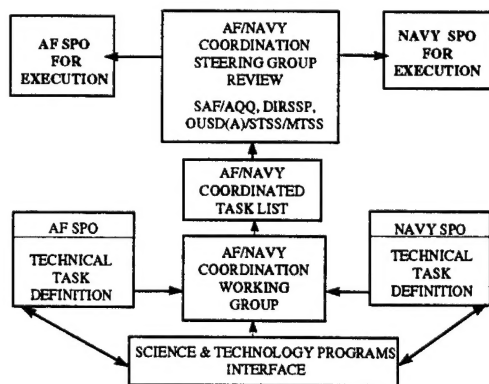 AF SPO
FOR
EXECUTION
AF/NAVY
COORDINATION
STEERING GROUP
REVIEW
SAF/AQQ, DIRSSP,
OUSD(A)/STSS/MTSS
NAVY SPO
FOR
EXECUTION
AF/NAVY
COORDINATED
TASK LIST
AF SPO
TECHNICAL
TASK
DEFINITION
AF/NAVY
COORDINATION
WORKING
GROUP
NAVY SPO
TECHNICAL
TASK
DEFINITION
SCIENCE & TECHNOLOGY PROGRAMS
INTERFACE